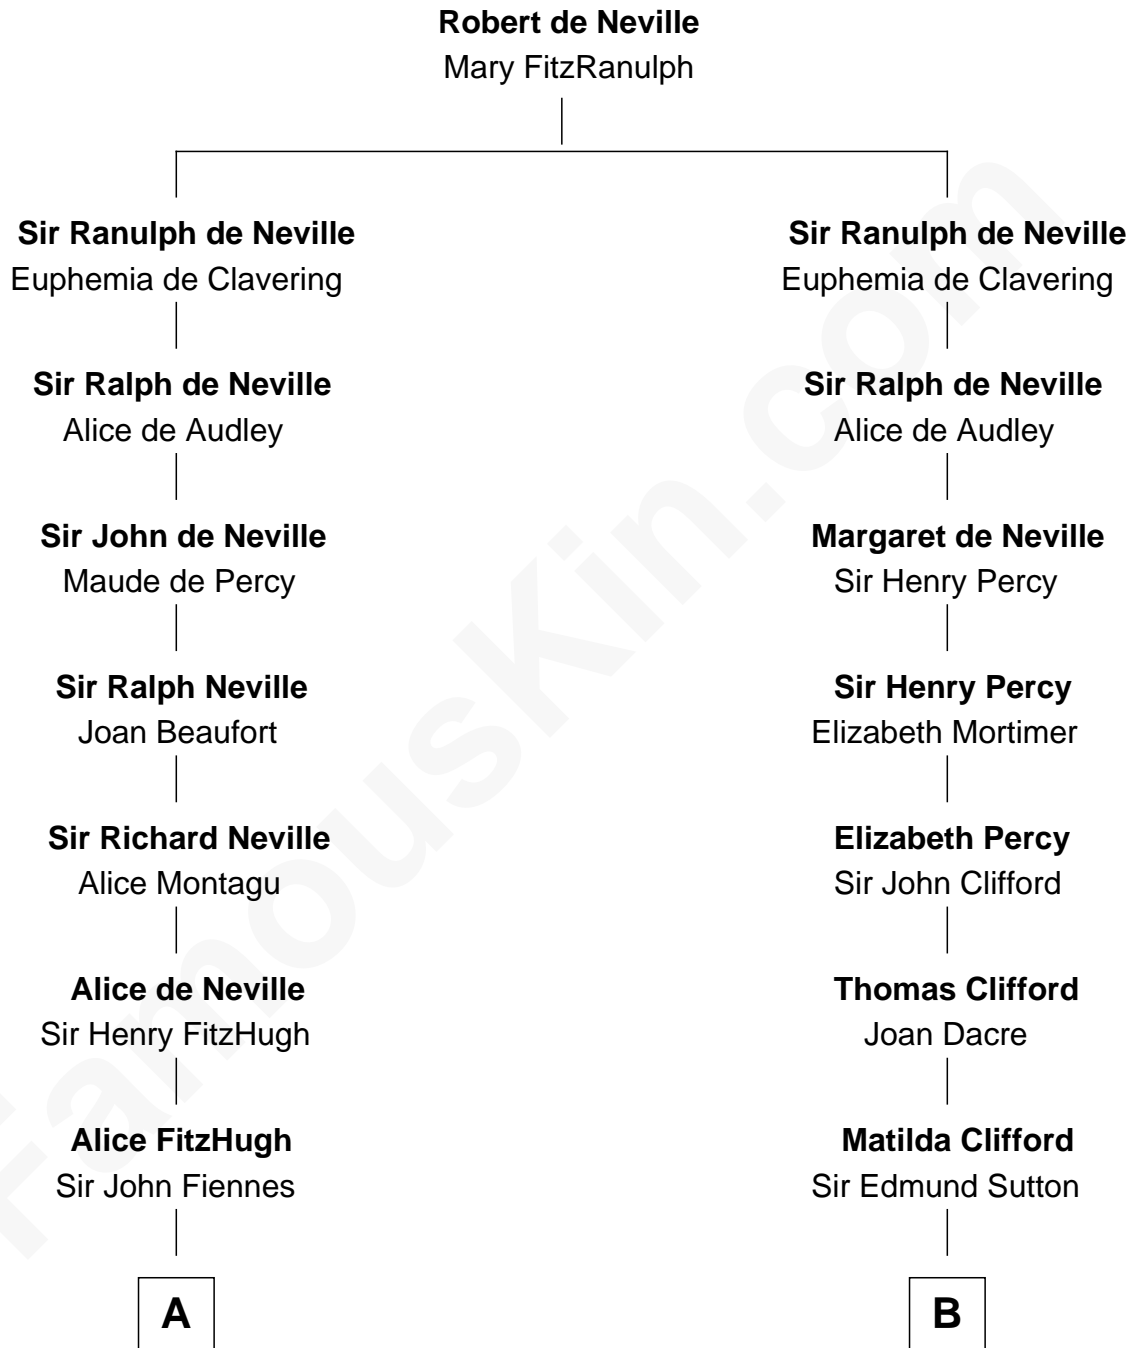 Robert de Neville
Mary FitzRanulph
Sir Ranulph de Neville
Euphemia de Clavering
Sir Ralph de Neville
Alice de Audley
Sir John de Neville
Maude de Percy
Sir Ralph Neville
Joan Beaufort
Sir Richard Neville
Alice Montagu
Alice de Neville
Sir Henry FitzHugh
Alice FitzHugh
Sir John Fiennes
A
Sir Ranulph de Neville
Euphemia de Clavering
Sir Ralph de Neville
Alice de Audley
Margaret de Neville
Sir Henry Percy
Sir Henry Percy
Elizabeth Mortimer
Elizabeth Percy
Sir John Clifford
Thomas Clifford
Joan Dacre
Matilda Clifford
Sir Edmund Sutton
B
FamousKin.com